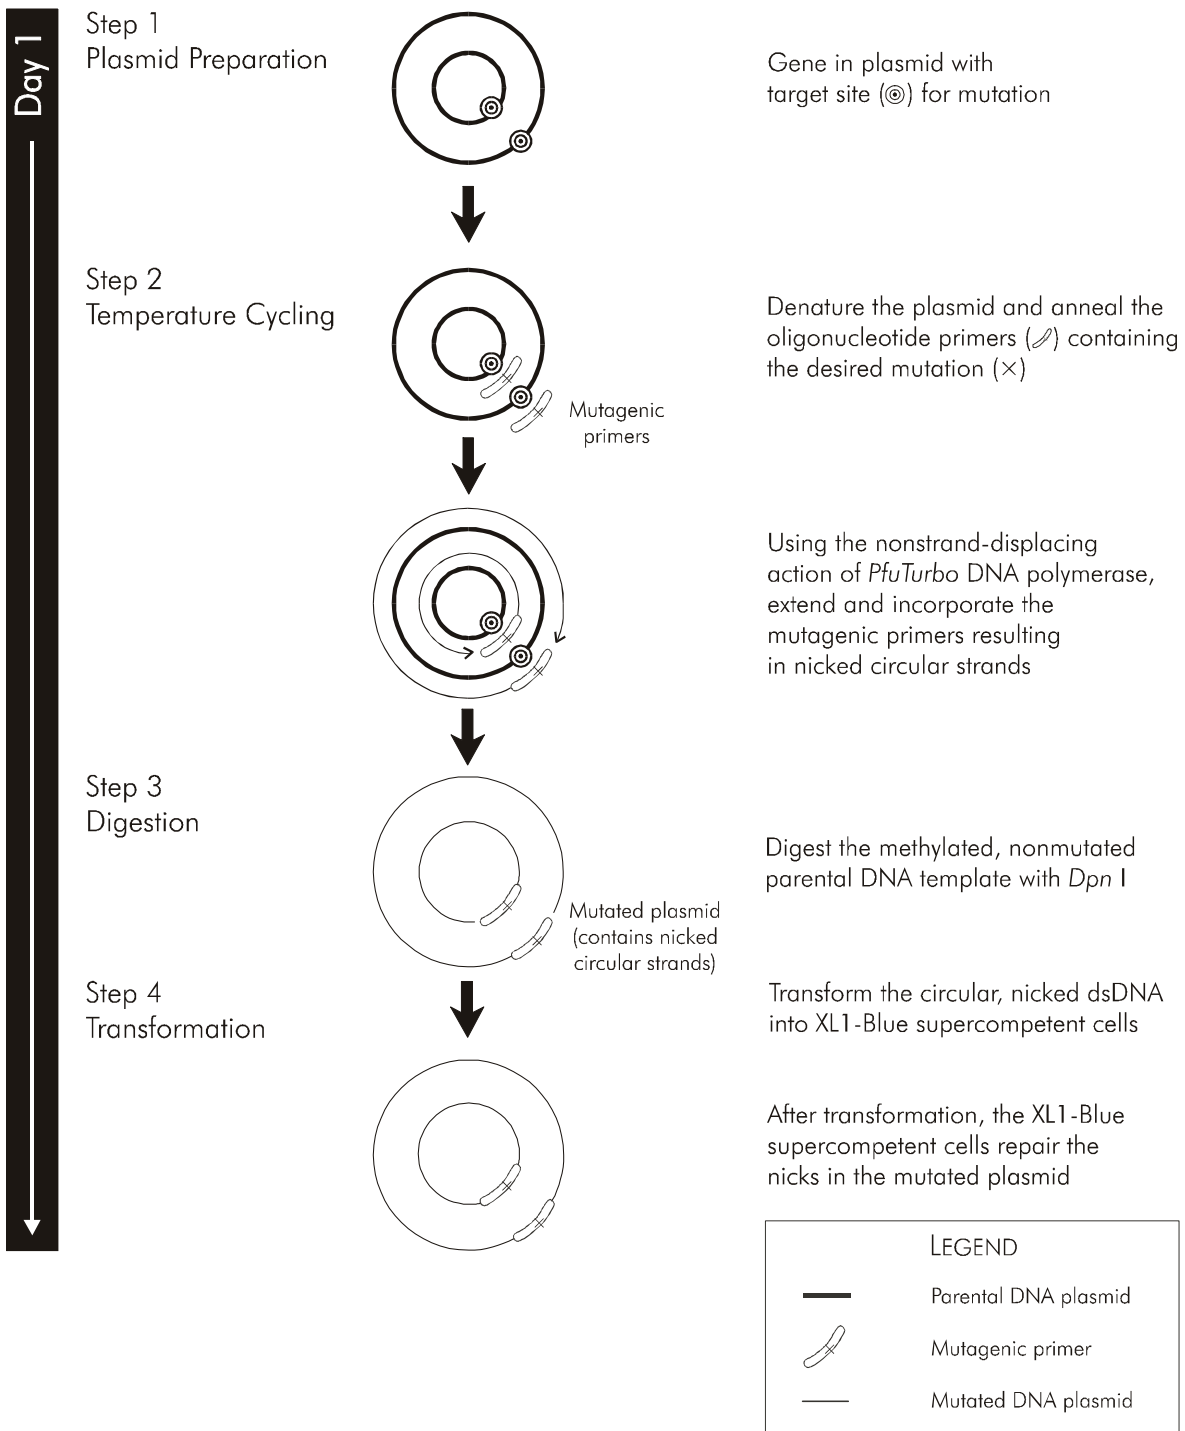 Day 1
Step 1
Plasmid Preparation
Gene in plasmid with
target site (◎) for mutation
Step 2
Temperature Cycling
Denature the plasmid and anneal the
oligonucleotide primers ( ) containing
the desired mutation (×)
Mutagenic
primers
Using the nonstrand-displacing
action of PfuTurbo DNA polymerase,
extend and incorporate the
mutagenic primers resulting
in nicked circular strands
Step 3
Digestion
Digest the methylated, nonmutated
parental DNA template with Dpn I
Mutated plasmid
(contains nicked
circular strands)
Step 4
Transformation
Transform the circular, nicked dsDNA
into XL1-Blue supercompetent cells
After transformation, the XL1-Blue
supercompetent cells repair the
nicks in the mutated plasmid
LEGEND
Parental DNA plasmid
Mutagenic primer
Mutated DNA plasmid